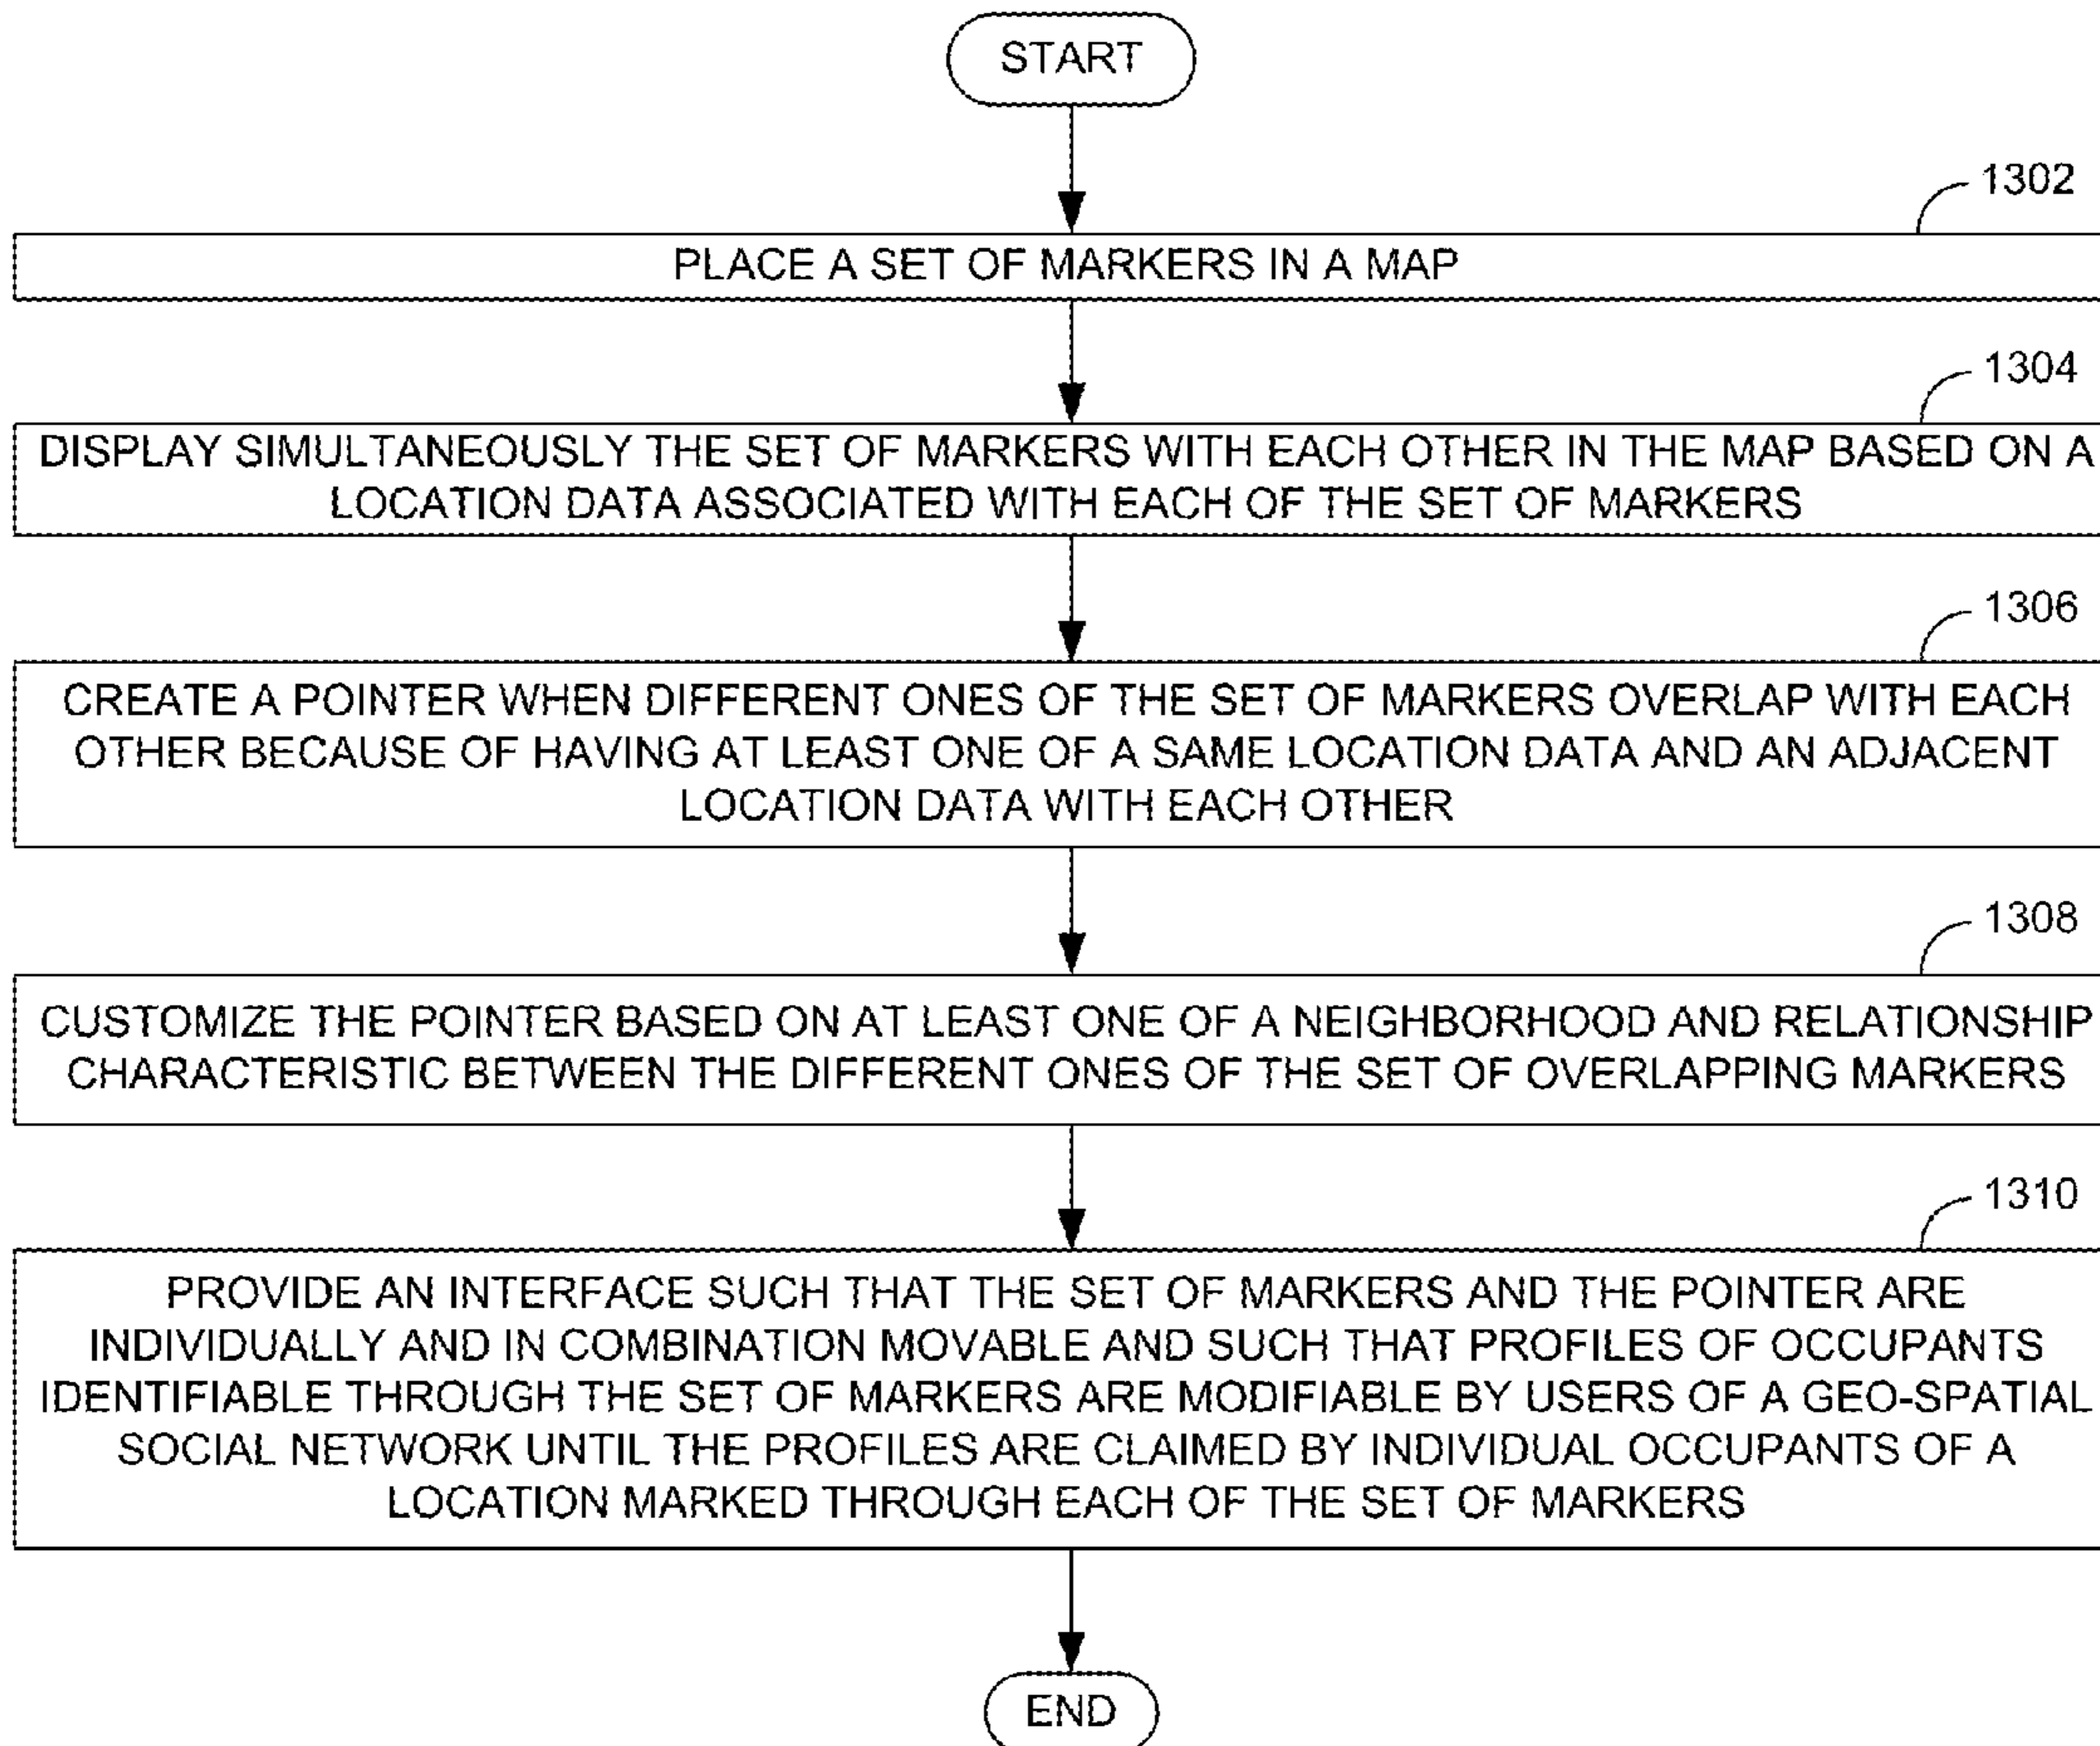 START
1302
PLACE A SET OF MARKERS IN A MAP
1304
DISPLAY SIMULTANEOUSLY THE SET OF MARKERS WITH EACH OTHER IN THE MAP BASED ON A
LOCATION DATA ASSOCIATED WITH EACH OF THE SET OF MARKERS
1306
CREATE A POINTER WHEN DIFFERENT ONES OF THE SET OF MARKERS OVERLAP WITH EACH
OTHER BECAUSE OF HAVING AT LEAST ONE OF A SAME LOCATION DATA AND AN ADJACENT
LOCATION DATA WITH EACH OTHER
1308
CUSTOMIZE THE POINTER BASED ON AT LEAST ONE OF A NEIGHBORHOOD AND RELATIONSHIP
CHARACTERISTIC BETWEEN THE DIFFERENT ONES OF THE SET OF OVERLAPPING MARKERS
1310
PROVIDE AN INTERFACE SUCH THAT THE SET OF MARKERS AND THE POINTER ARE
INDIVIDUALLY AND IN COMBINATION MOVABLE AND SUCH THAT PROFILES OF OCCUPANTS
IDENTIFIABLE THROUGH THE SET OF MARKERS ARE MODIFIABLE BY USERS OF A GEO-SPATIAL
SOCIAL NETWORK UNTIL THE PROFILES ARE CLAIMED BY INDIVIDUAL OCCUPANTS OF A
LOCATION MARKED THROUGH EACH OF THE SET OF MARKERS
END